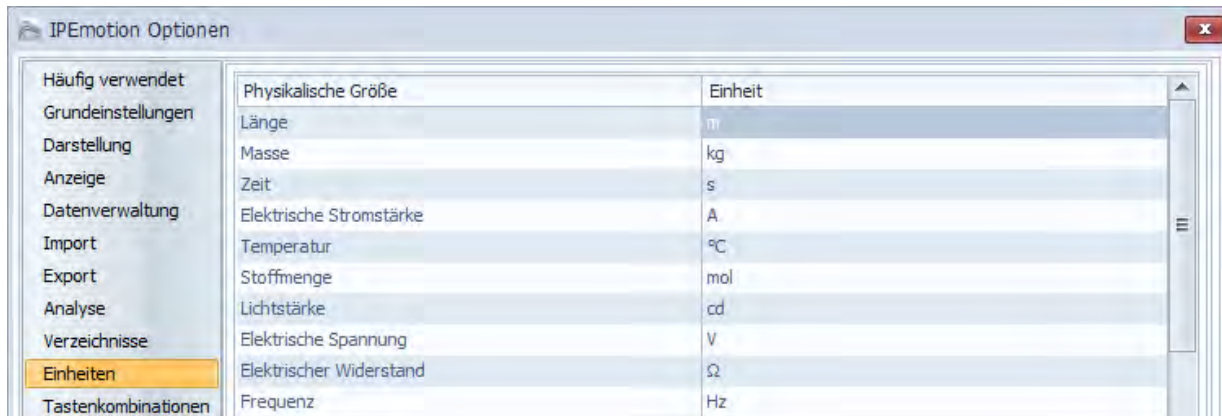 IPEmotion Optionen
Häufig verwendet
Grundeinstellungen
Darstellung
Anzeige
Datenverwaltung
Import
Export
Analyse
Verzeichnisse
Einheiten
Tastenkombinationen
Physikalische Größe Einheit
Länge m
Masse kg
Zeit s
Elektrische Stromstärke A
Temperatur °C
Stoffmenge mol
Lichtstärke cd
Elektrische Spannung V
Elektrischer Widerstand Ω
Frequenz Hz